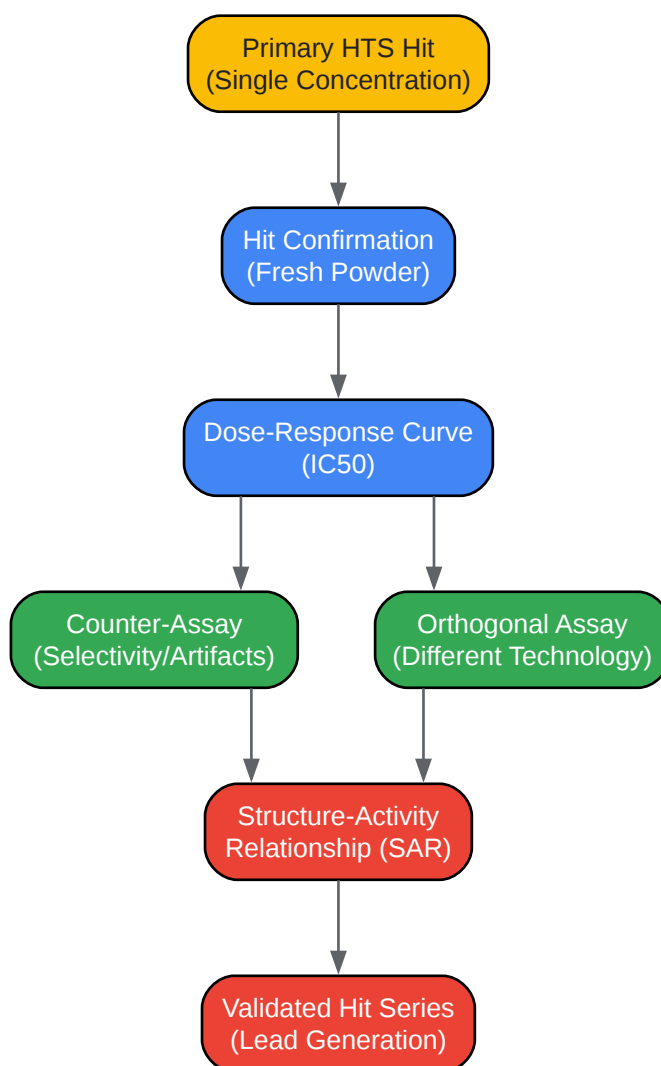 Primary HTS Hit
(Single Concentration)
Hit Confirmation
(Fresh Powder)
Dose-Response Curve
(IC50)
Counter-Assay
(Selectivity/Artifacts)
Orthogonal Assay
(Different Technology)
Structure-Activity
Relationship (SAR)
Validated Hit Series
(Lead Generation)